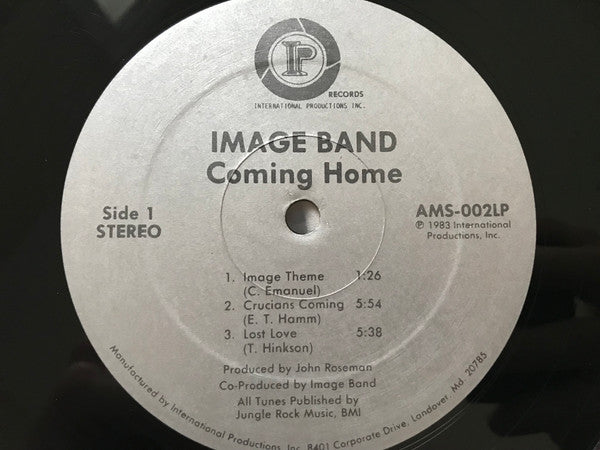 IP
RECORDS
INTERNATIONAL PRODUCTIONS INC.
IMAGE BAND
Coming Home
Side 1
STEREO
AMS-002LP
℗ 1983 International
Productions, Inc.
1. Image Theme 1:26
(C. Emanuel)
2. Crucians Coming 5:54
(E. T. Hamm)
3. Lost Love 5:38
(T. Hinkson)
Produced by John Roseman
Co-Produced by Image Band
All Tunes Published by
Jungle Rock Music, BMI
Manufactured by International Productions, Inc. 8401 Corporate Drive, Landover, Md. 20785